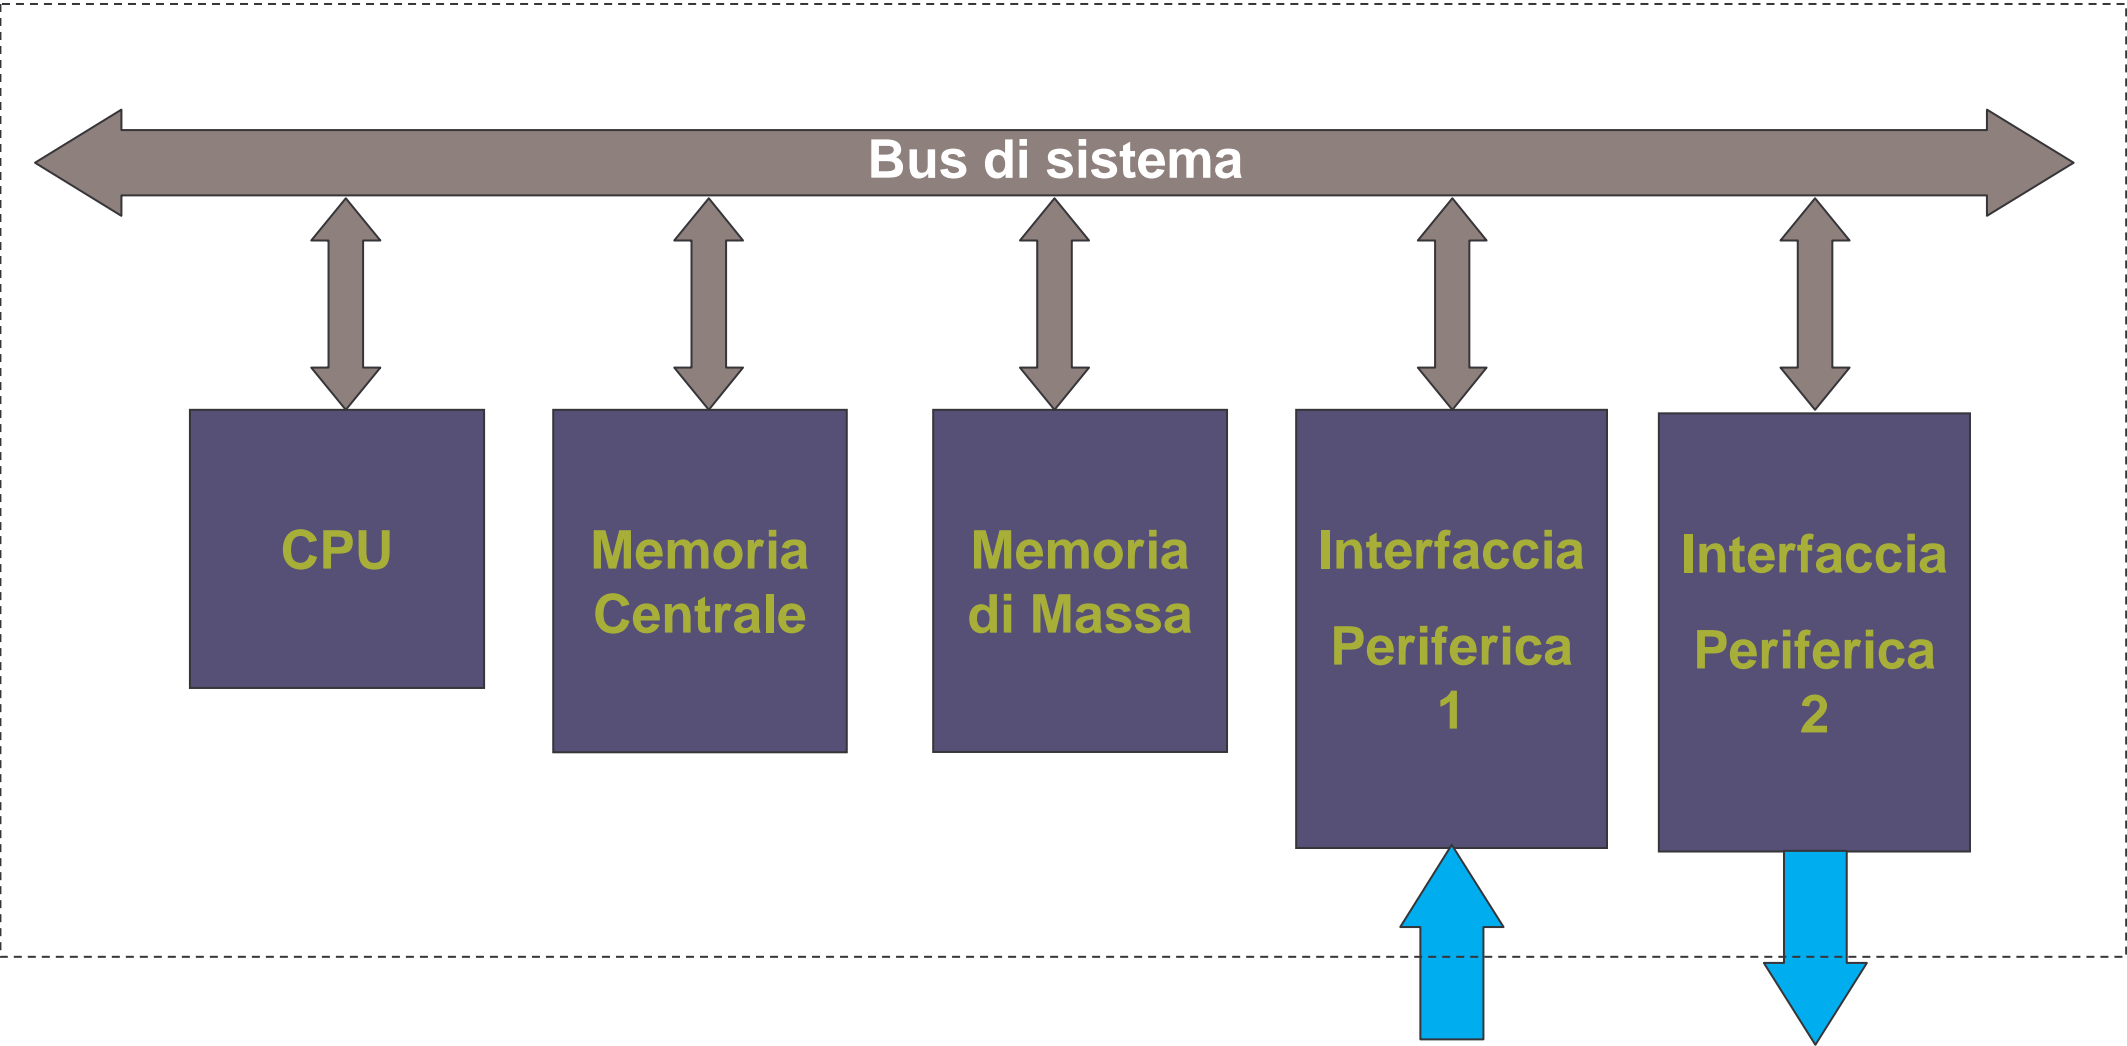 Bus di sistema
CPU
Memoria
Centrale
Memoria
di Massa
Interfaccia
Periferica
1
Interfaccia
Periferica
2